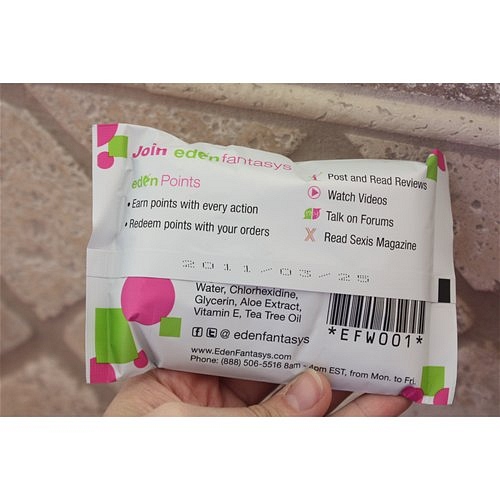 Join edenfantasys
eden Points
• Earn points with every action
• Redeem points with your orders
Post and Read Reviews
Watch Videos
Talk on Forums
X Read Sexis Magazine
2011/03/25
Water, Chlorhexidine,
Glycerin, Aloe Extract,
Vitamin E, Tea Tree Oil
@ edenfantasys
www.EdenFantasys.com
Phone: (888) 506-5516 8am - 4pm EST, from Mon. to Fri.
*EFW001*